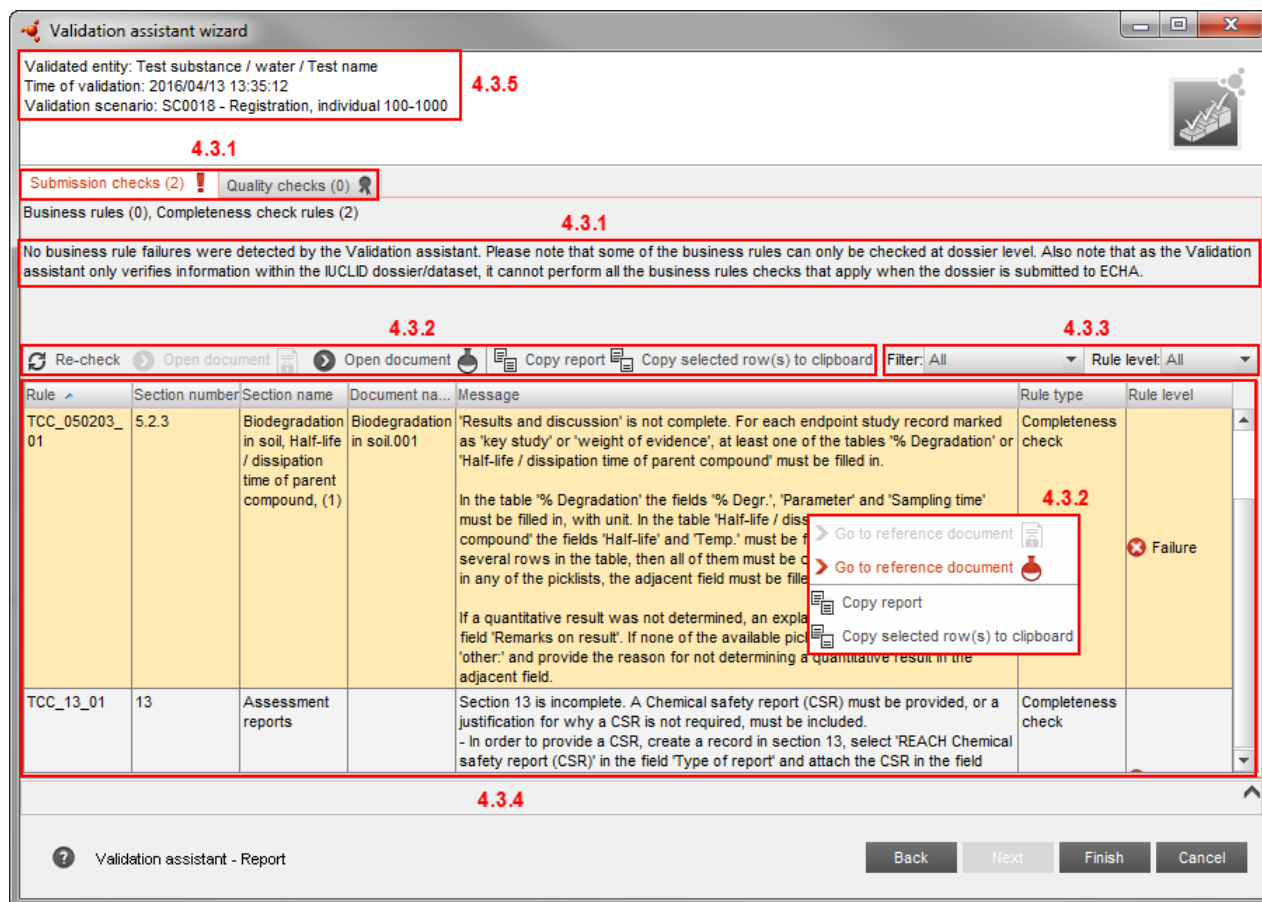 Validation assistant wizard
Validated entity: Test substance / water / Test name
Time of validation: 2016/04/13 13:35:12
Validation scenario: SC0018 - Registration, individual 100-1000
4.3.5
4.3.1
Submission checks (2)
Quality checks (0)
Business rules (0), Completeness check rules (2)
4.3.1
No business rule failures were detected by the Validation assistant. Please note that some of the business rules can only be checked at dossier level. Also note that as the Validation
assistant only verifies information within the IUCLID dossier/dataset, it cannot perform all the business rules checks that apply when the dossier is submitted to ECHA.
4.3.2
4.3.3
Re-check Open document Open document Copy report Copy selected row(s) to clipboard Filter: All Rule level: All
Rule Section number Section name Document na... Message Rule type Rule level
TCC_050203_
01
5.2.3
Biodegradation
in soil, Half-life
/ dissipation
time of parent
compound, (1)
Biodegradation
in soil.001
'Results and discussion' is not complete. For each endpoint study record marked
as 'key study' or 'weight of evidence', at least one of the tables '% Degradation' or
'Half-life / dissipation time of parent compound' must be filled in.
In the table '% Degradation' the fields '% Degr.', 'Parameter' and 'Sampling time'
must be filled in, with unit. In the table 'Half-life / diss
compound' the fields 'Half-life' and 'Temp.' must be f
several rows in the table, then all of them must be c
in any of the picklists, the adjacent field must be fille
If a quantitative result was not determined, an expla
field 'Remarks on result'. If none of the available pic
'other:' and provide the reason for not determining a quantitative result in the
adjacent field.
Completeness
check
Failure
4.3.2
Go to reference document
Go to reference document
Copy report
Copy selected row(s) to clipboard
TCC_13_01
13
Assessment
reports
Section 13 is incomplete. A Chemical safety report (CSR) must be provided, or a
justification for why a CSR is not required, must be included.
- In order to provide a CSR, create a record in section 13, select 'REACH Chemical
safety report (CSR)' in the field 'Type of report' and attach the CSR in the field
Completeness
check
4.3.4
Validation assistant - Report
Back Next Finish Cancel